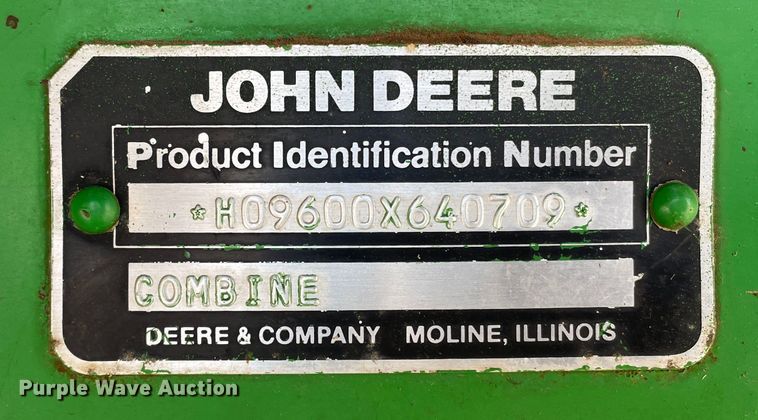 JOHN DEERE
Product Identification Number
*H09600X640709*
COMBINE
DEERE & COMPANY MOLINE, ILLINOIS
Purple Wave Auction